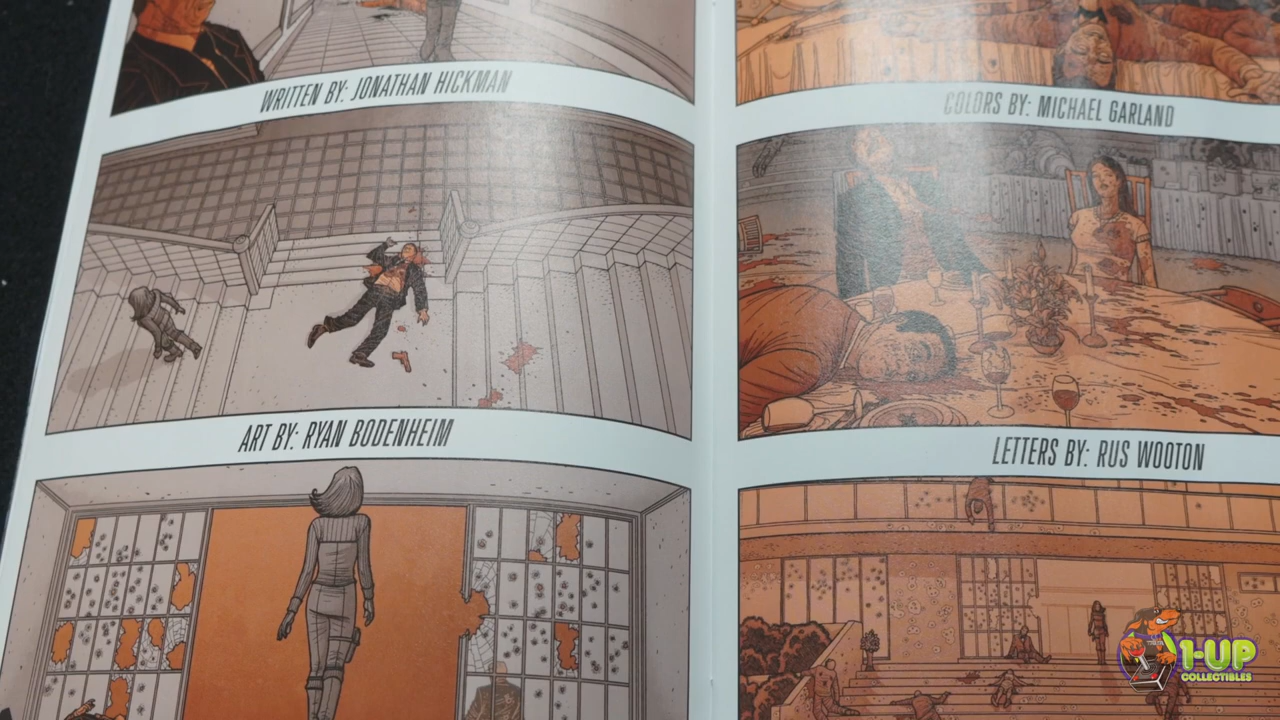 WRITTEN BY: JONATHAN HICKMAN
ART BY: RYAN BODENHEIM
COLORS BY: MICHAEL GARLAND
LETTERS BY: RUS WOOTON
1-UP
COLLECTIBLES